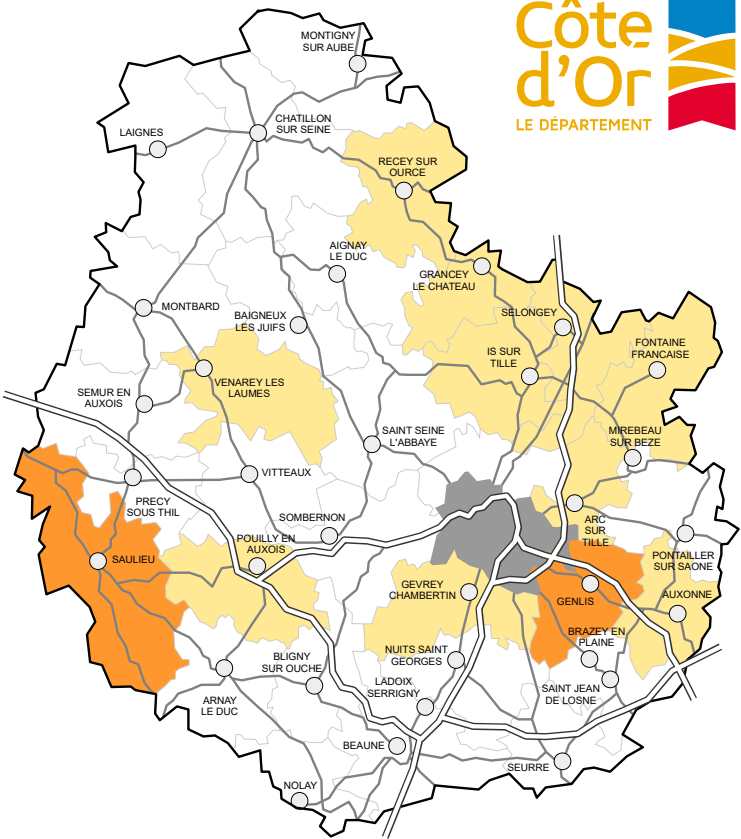 Côte
d'Or
LE DÉPARTEMENT
MONTIGNY
SUR AUBE
CHATILLON
SUR SEINE
LAIGNES
RECEY SUR
OURCE
AIGNAY
LE DUC
GRANCEY
LE CHATEAU
MONTBARD
BAIGNEUX
LES JUIFS
SELONGEY
FONTAINE
FRANCAISE
IS SUR
TILLE
VENAREY LES
LAUMES
SEMUR EN
AUXOIS
SAINT SEINE
L'ABBAYE
MIREBEAU
SUR BEZE
VITTEAUX
PRECY
SOUS THIL
SOMBERNON
ARC
SUR
TILLE
POUILLY EN
AUXOIS
SAULIEU
PONTAILLER
SUR SAONE
GEVREY
CHAMBERTIN
GENLIS
AUXONNE
BRAZEY EN
PLAINE
NUITS SAINT
GEORGES
BLIGNY
SUR OUCHE
LADOIX
SERRIGNY
SAINT JEAN
DE LOSNE
ARNAY
LE DUC
BEAUNE
SEURRE
NOLAY